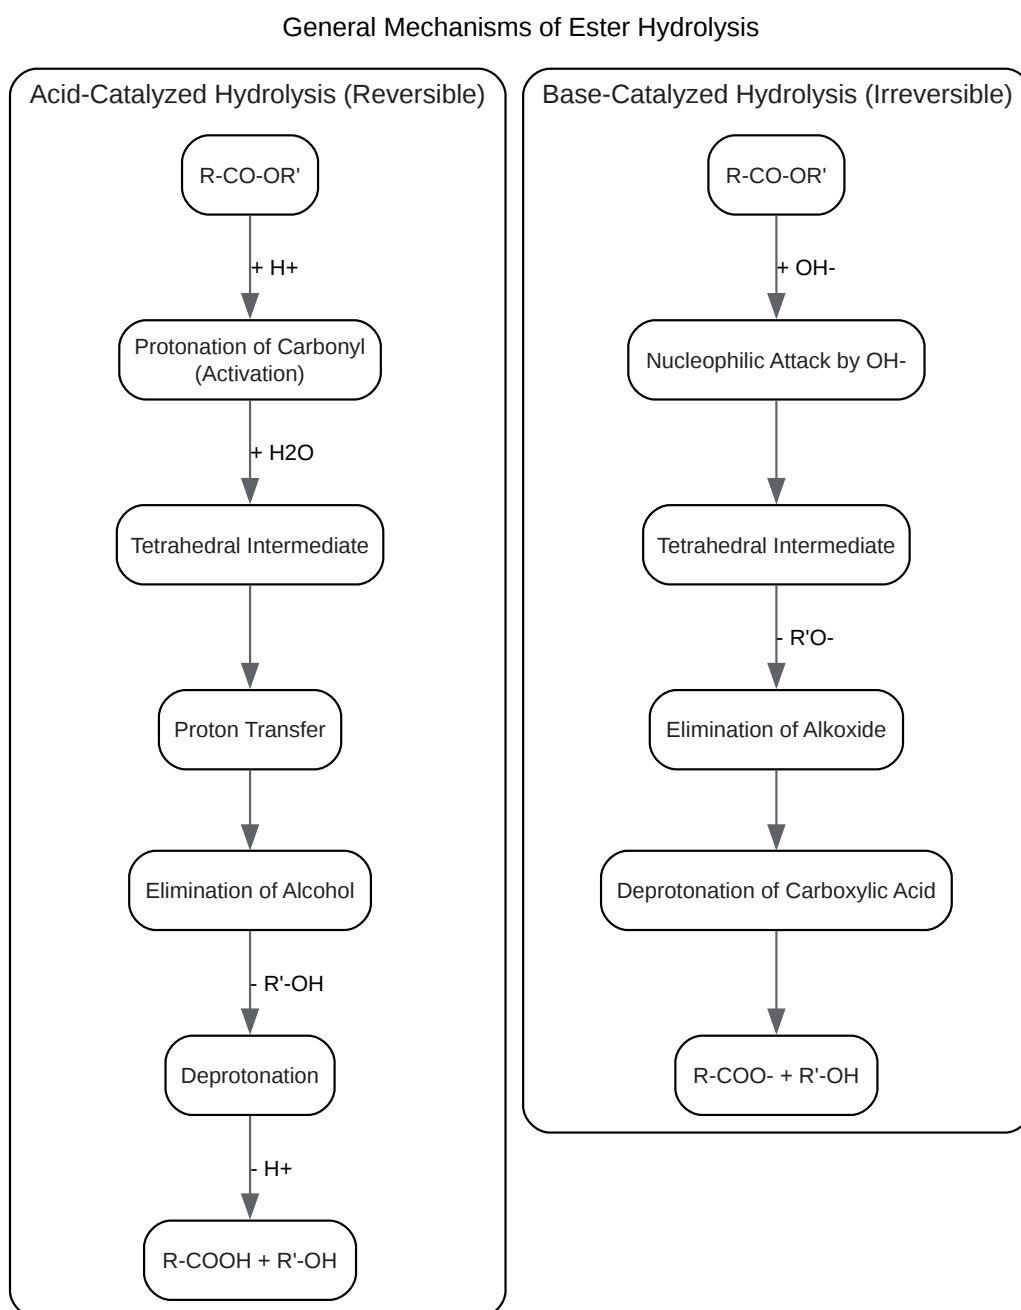 General Mechanisms of Ester Hydrolysis
Acid-Catalyzed Hydrolysis (Reversible)
R-CO-OR'
+ H+
Protonation of Carbonyl
(Activation)
+ H2O
Tetrahedral Intermediate
Proton Transfer
Elimination of Alcohol
- R'-OH
Deprotonation
- H+
R-COOH + R'-OH
Base-Catalyzed Hydrolysis (Irreversible)
R-CO-OR'
+ OH-
Nucleophilic Attack by OH-
Tetrahedral Intermediate
- R'O-
Elimination of Alkoxide
Deprotonation of Carboxylic Acid
R-COO- + R'-OH